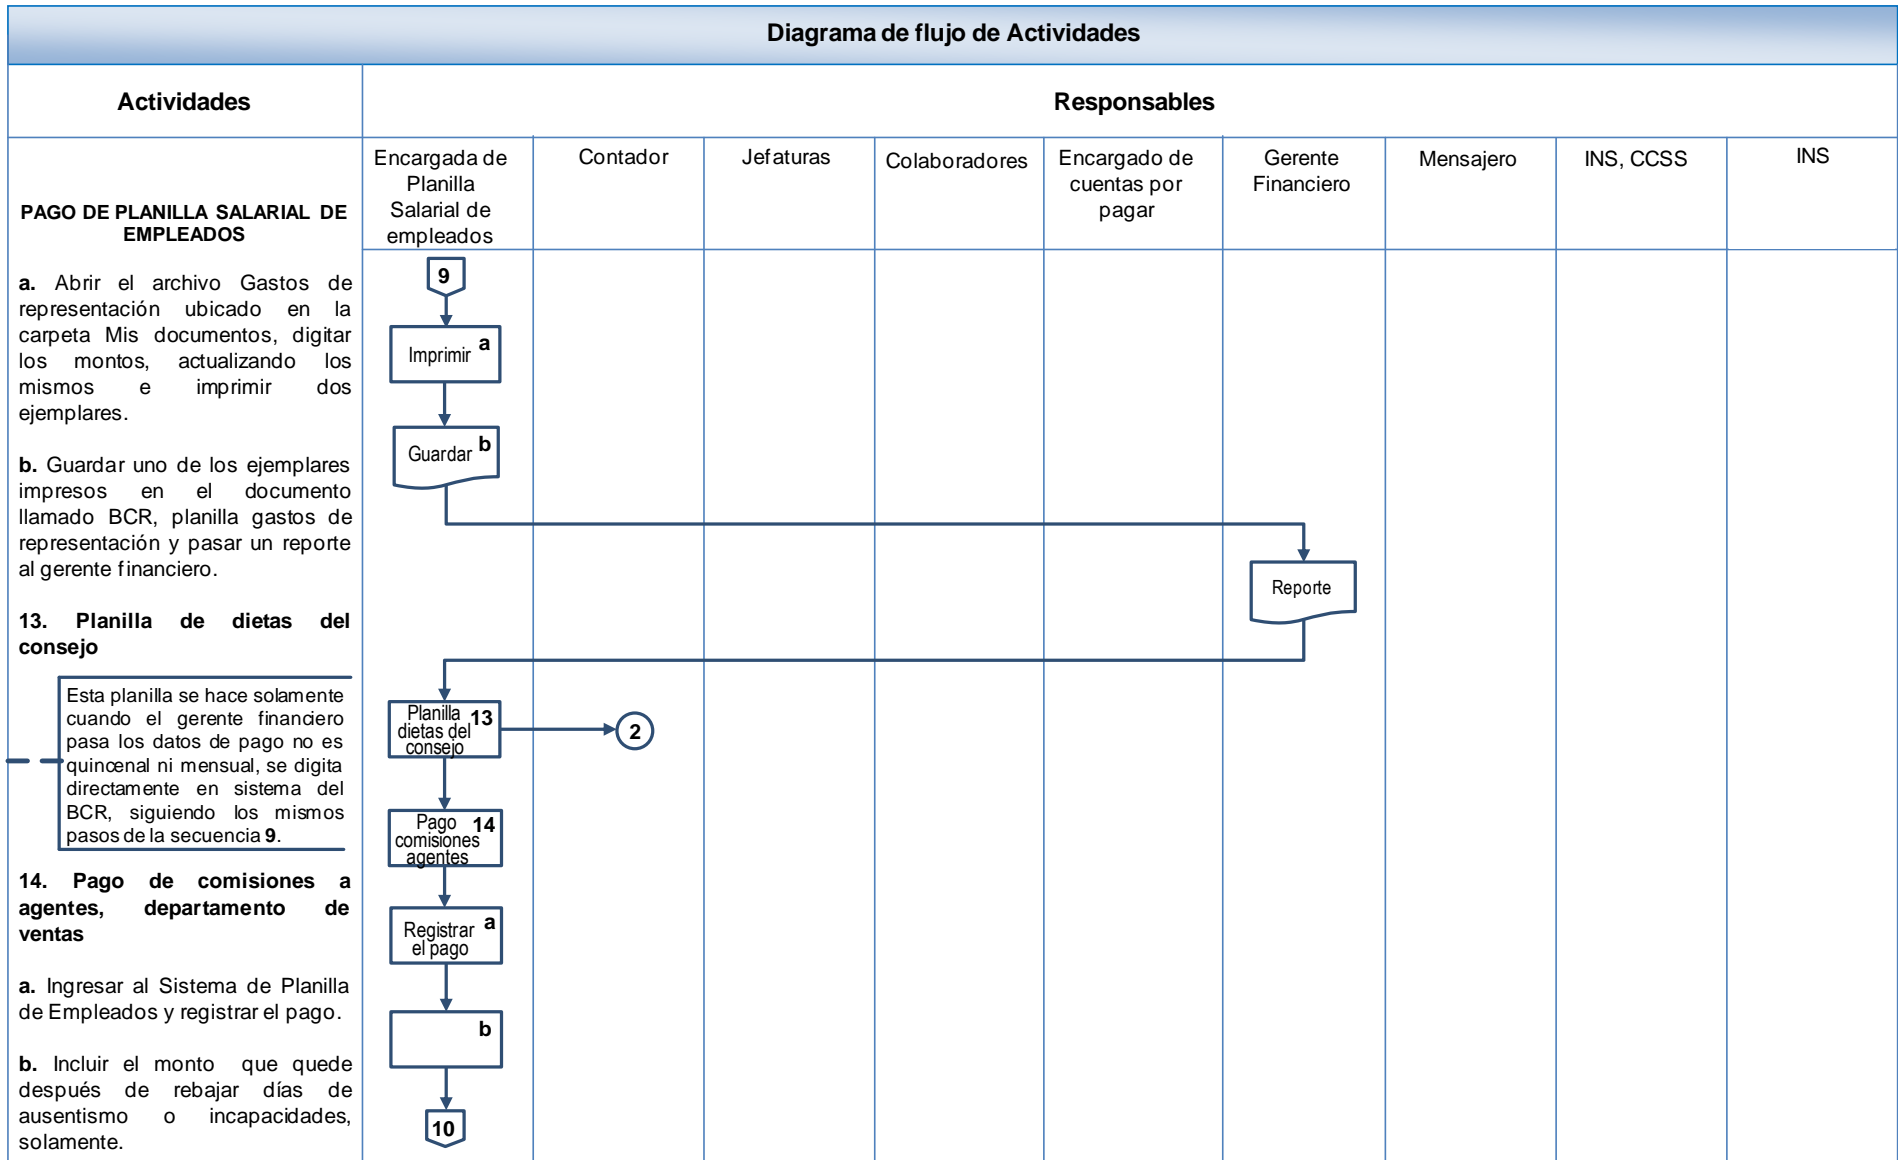 Diagrama de flujo de Actividades
Actividades
Responsables
PAGO DE PLANILLA SALARIAL DE
EMPLEADOS
a. Abrir el archivo Gastos de
representación ubicado en la
carpeta Mis documentos, digitar
los montos, actualizando los
mismos e imprimir dos
ejemplares.
b. Guardar uno de los ejemplares
impresos en el documento
llamado BCR, planilla gastos de
representación y pasar un reporte
al gerente financiero.
13. Planilla de dietas del
consejo
Esta planilla se hace solamente
cuando el gerente financiero
pasa los datos de pago no es
quincenal ni mensual, se digita
directamente en sistema del
BCR, siguiendo los mismos
pasos de la secuencia 9.
14. Pago de comisiones a
agentes, departamento de
ventas
a. Ingresar al Sistema de Planilla
de Empleados y registrar el pago.
b. Incluir el monto que quede
después de rebajar días de
ausentismo o incapacidades,
solamente.
Encargada de
Planilla
Salarial de
empleados
Contador
Jefaturas
Colaboradores
Encargado de
cuentas por
pagar
Gerente
Financiero
Mensajero
INS, CCSS
INS
9
Imprimir a
Guardar b
Reporte
Planilla 13
dietas del
consejo
2
Pago 14
comisiones
agentes
Registrar a
el pago
b
10